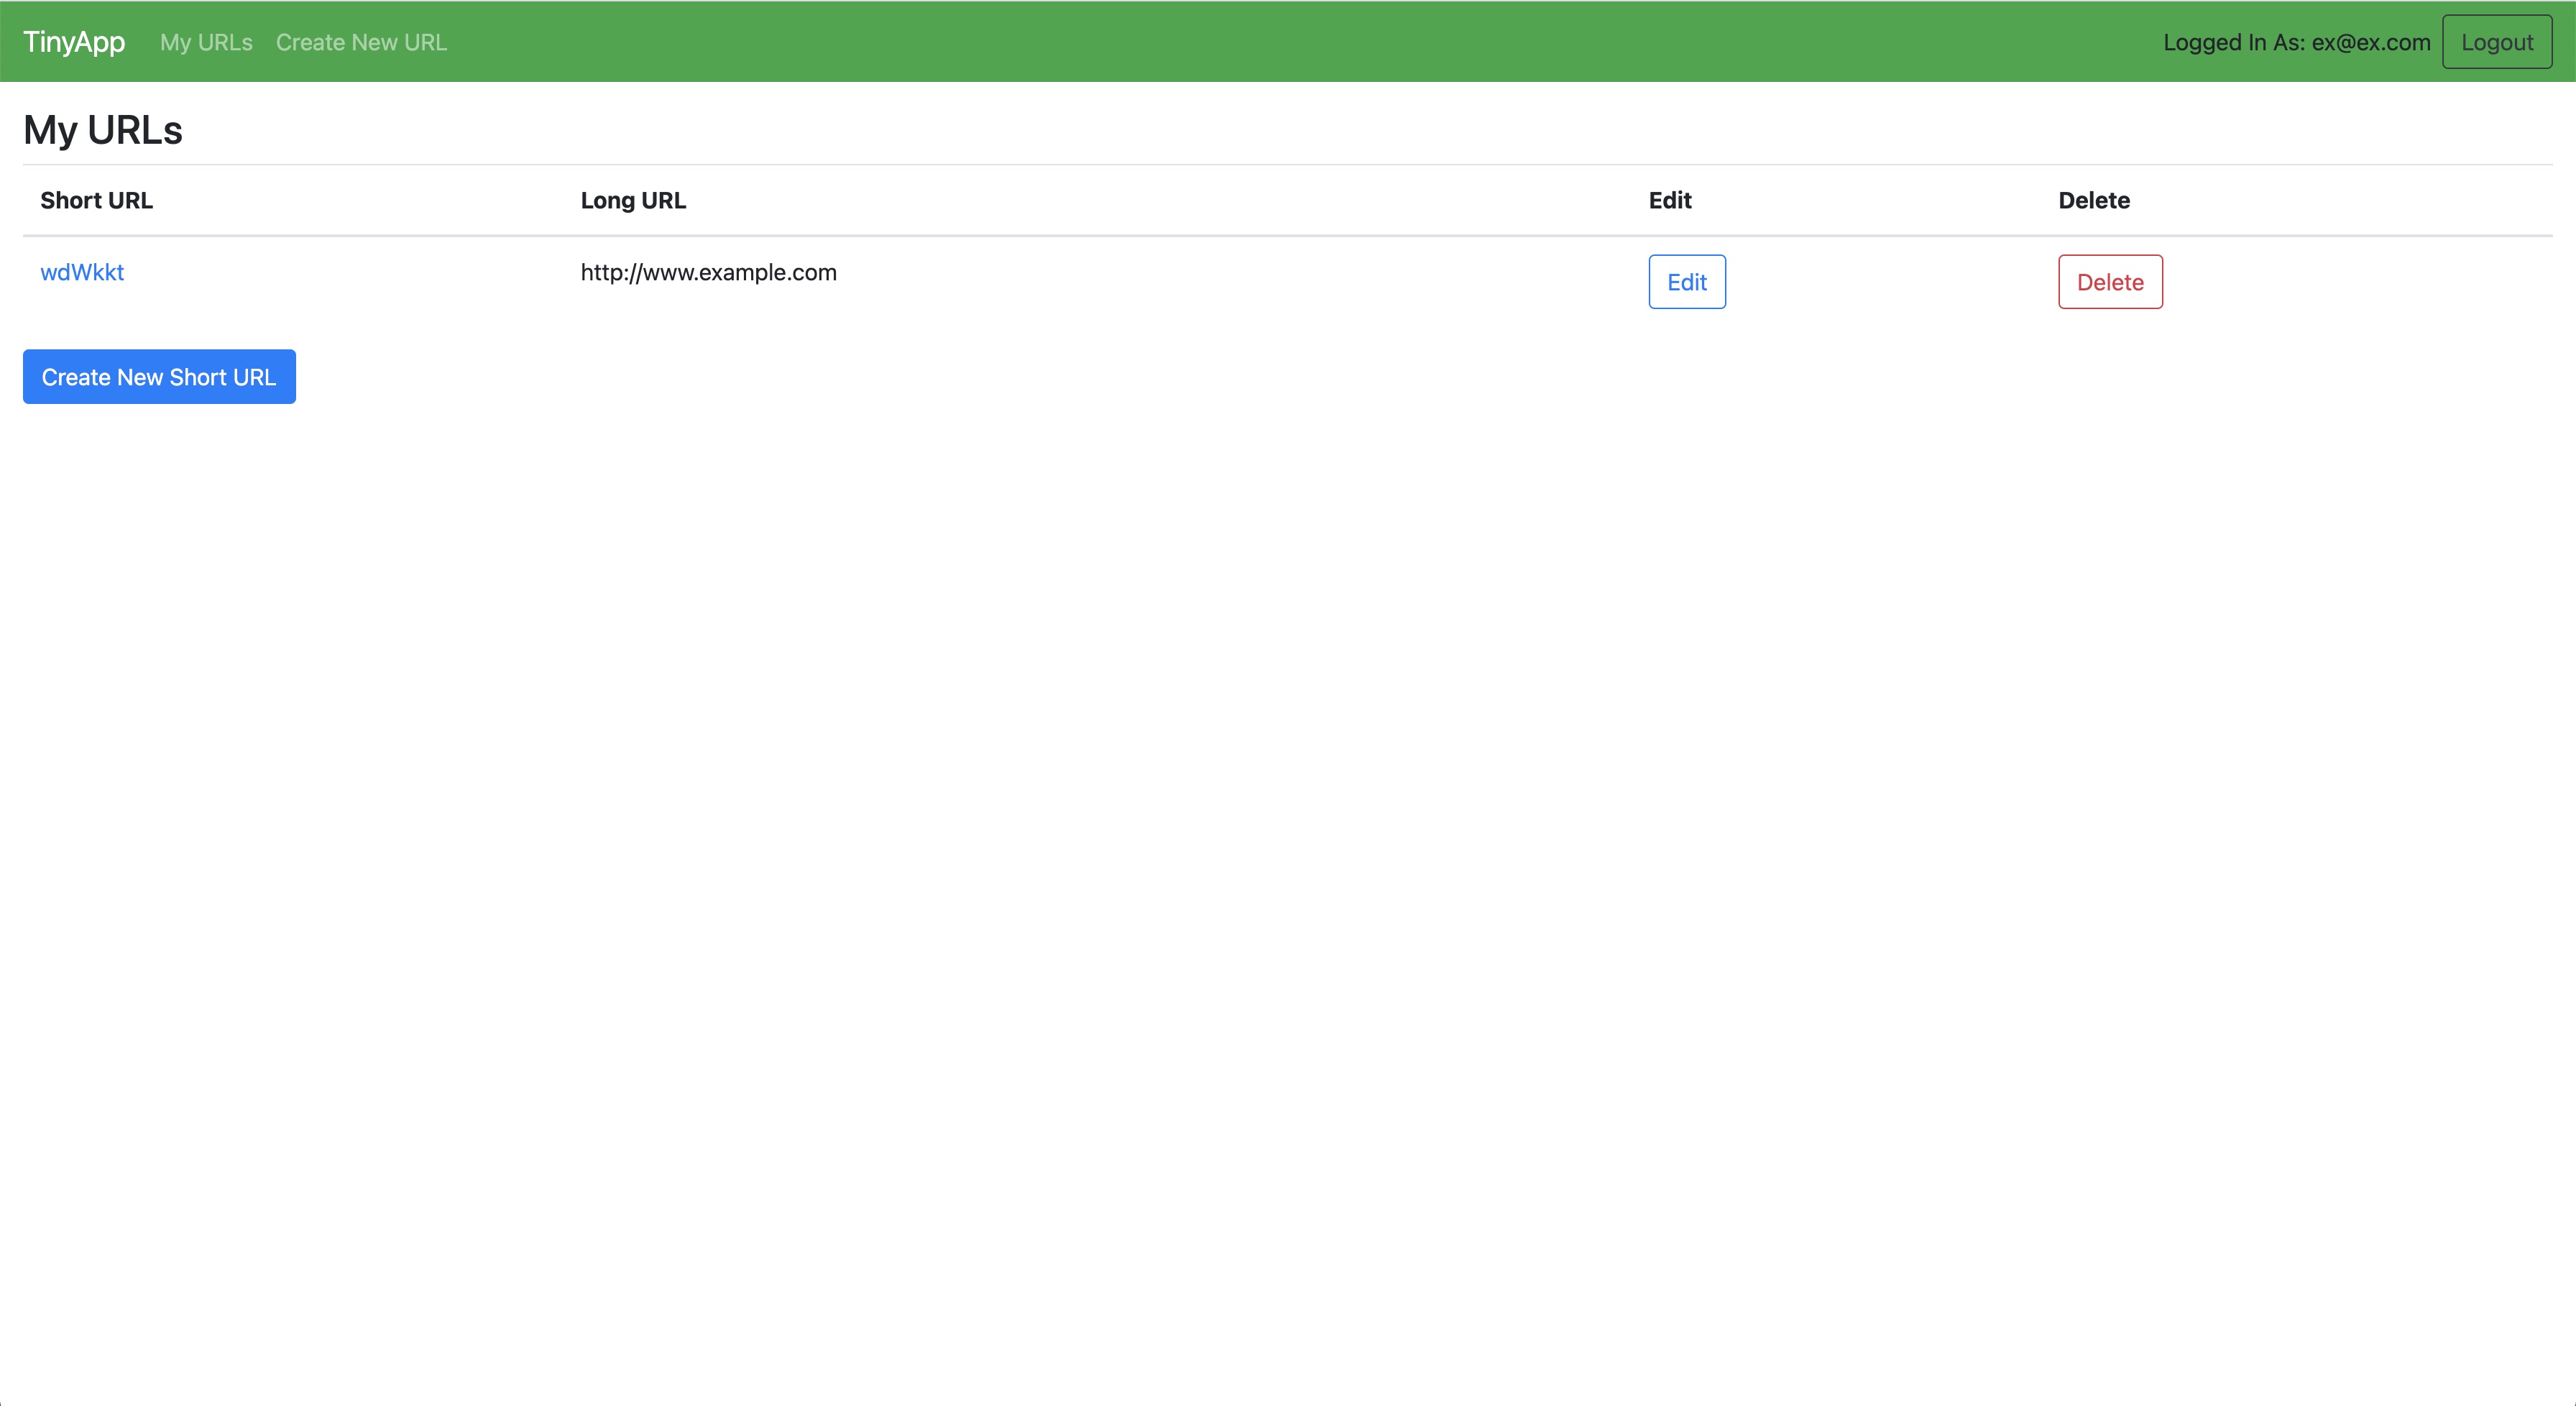 TinyApp My URLs Create New URL Logged In As: ex@ex.com Logout
My URLs
Short URL Long URL Edit Delete
wdWkkt http://www.example.com Edit Delete
Create New Short URL